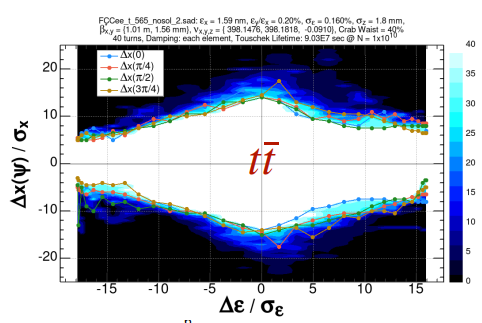 FCCee_t_565_nosol_2.sad: εx = 1.59 nm, εy/εx = 0.20%, σε = 0.160%, σz = 1.8 mm,
βx,y = {1.01 m, 1.56 mm}, νx,y,z = { 398.1476, 398.1818, -0.0910}, Crab Waist = 40%
40 turns, Damping: each element, Touschek Lifetime: 9.03E7 sec @ N = 1x10^10
Δx(0)
Δx(π/4)
Δx(π/2)
Δx(3π/4)
Δx(ψ) / σx
20
10
0
-10
-20
tt̅
-15
-10
-5
0
5
10
15
Δε / σε
40
35
30
25
20
15
10
5
0